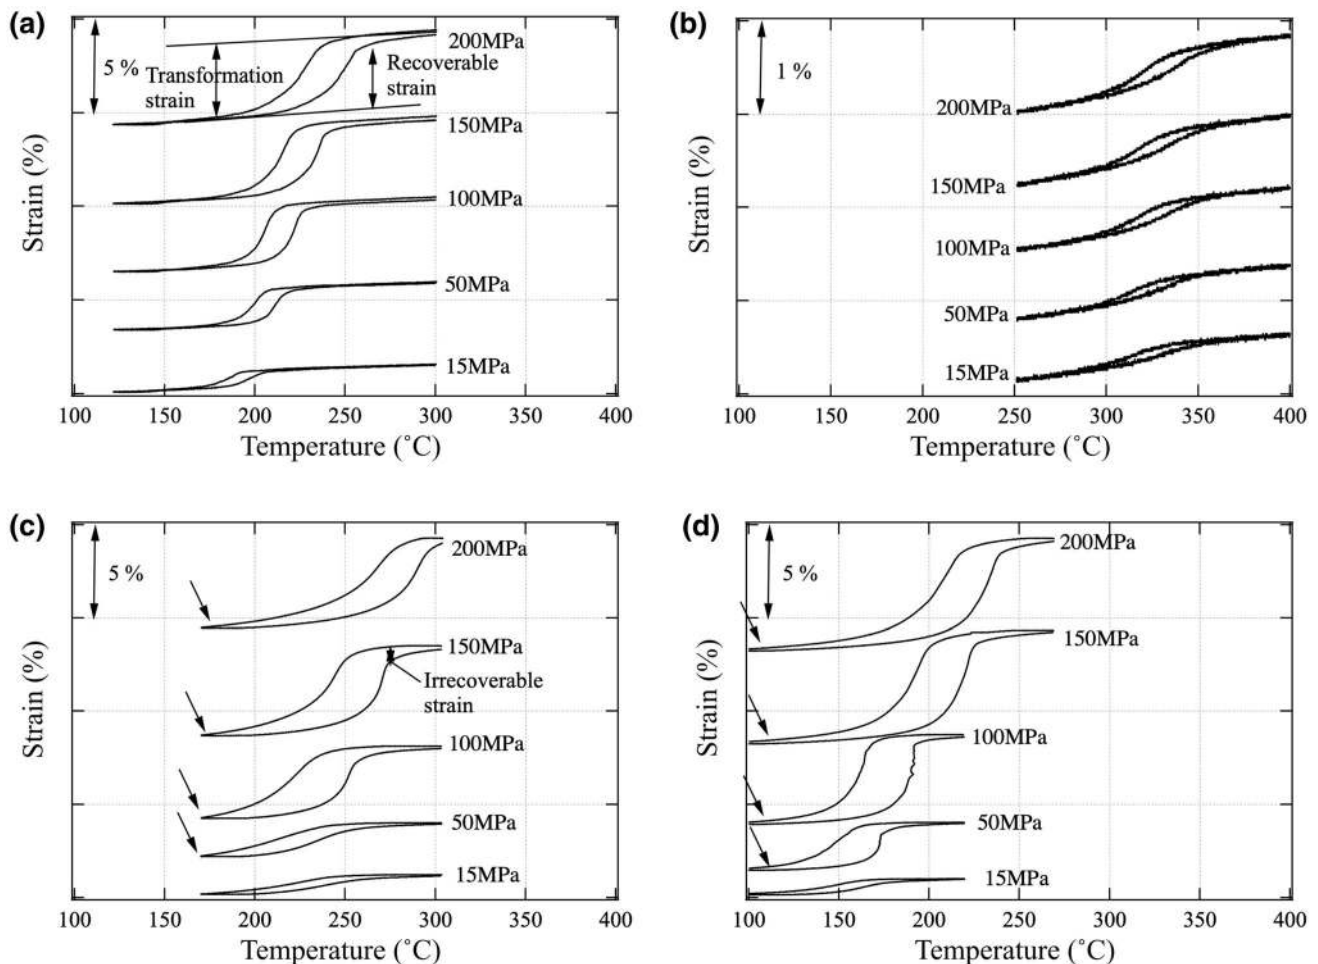 (a)
5 %
Transformation
strain
200MPa
Recoverable
strain
150MPa
100MPa
50MPa
15MPa
Strain (%)
100 150 200 250 300 350 400
Temperature (˚C)
(b)
1 %
200MPa
150MPa
100MPa
50MPa
15MPa
Strain (%)
100 150 200 250 300 350 400
Temperature (˚C)
(c)
5 %
200MPa
150MPa
Irrecoverable
strain
100MPa
50MPa
15MPa
Strain (%)
100 150 200 250 300 350 400
Temperature (˚C)
(d)
5 %
200MPa
150MPa
100MPa
50MPa
15MPa
Strain (%)
100 150 200 250 300 350 400
Temperature (˚C)